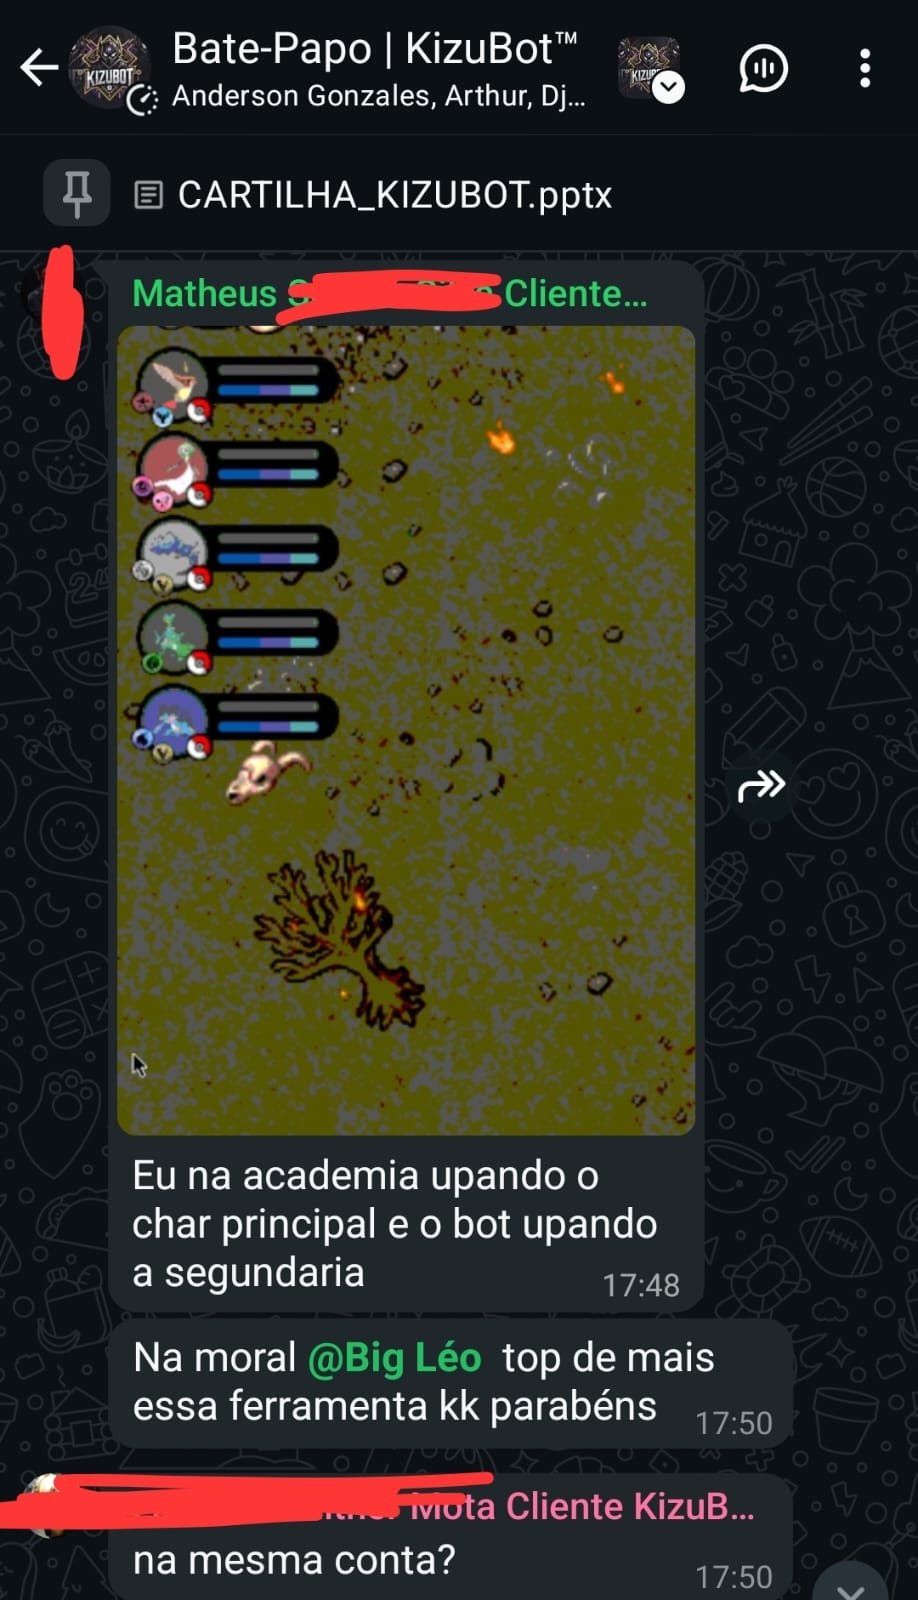 Bate-Papo | KizuBot™
Anderson Gonzales, Arthur, Dj...
KIZUBOT
CARTILHA_KIZUBOT.pptx
Matheus Cliente...
Eu na academia upando o
char principal e o bot upando
a segundaria
17:48
Na moral @Big Léo top de mais
essa ferramenta kk parabéns
17:50
Mota Cliente KizuB...
na mesma conta?
17:50